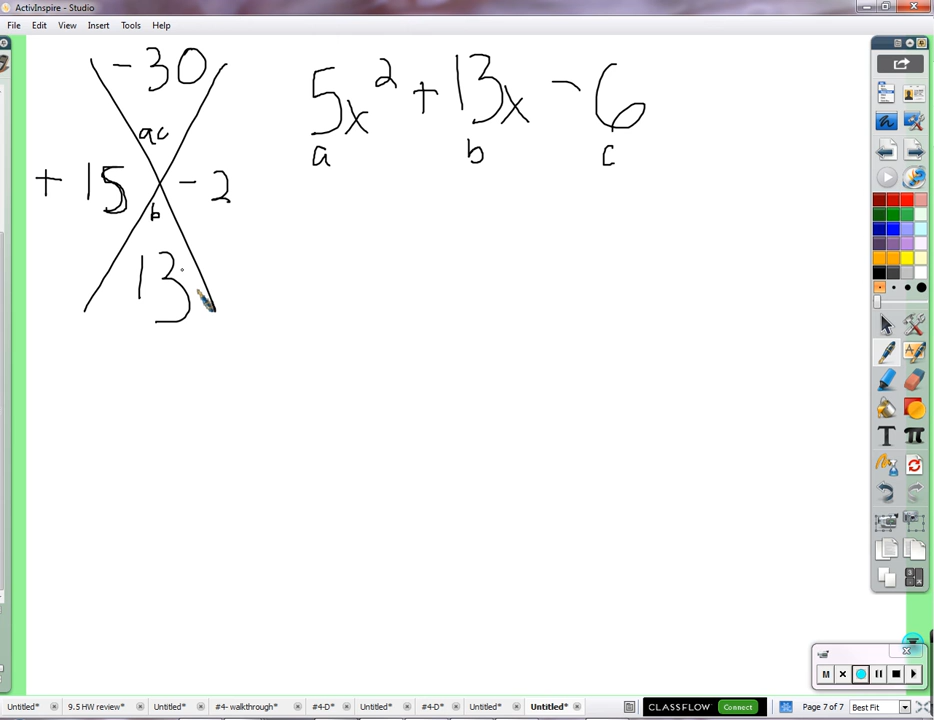 ActivInspire - Studio
File Edit View Insert Tools Help
- 30
ac
+ 15 - 2
b
13
5x² + 13x - 6
a b c
Untitled* 9.5 HW review* Untitled* #4- walkthrough* #4-D* Untitled* #4-D* Untitled* Untitled* CLASSFLOW Connect Page 7 of 7 Best Fit
M